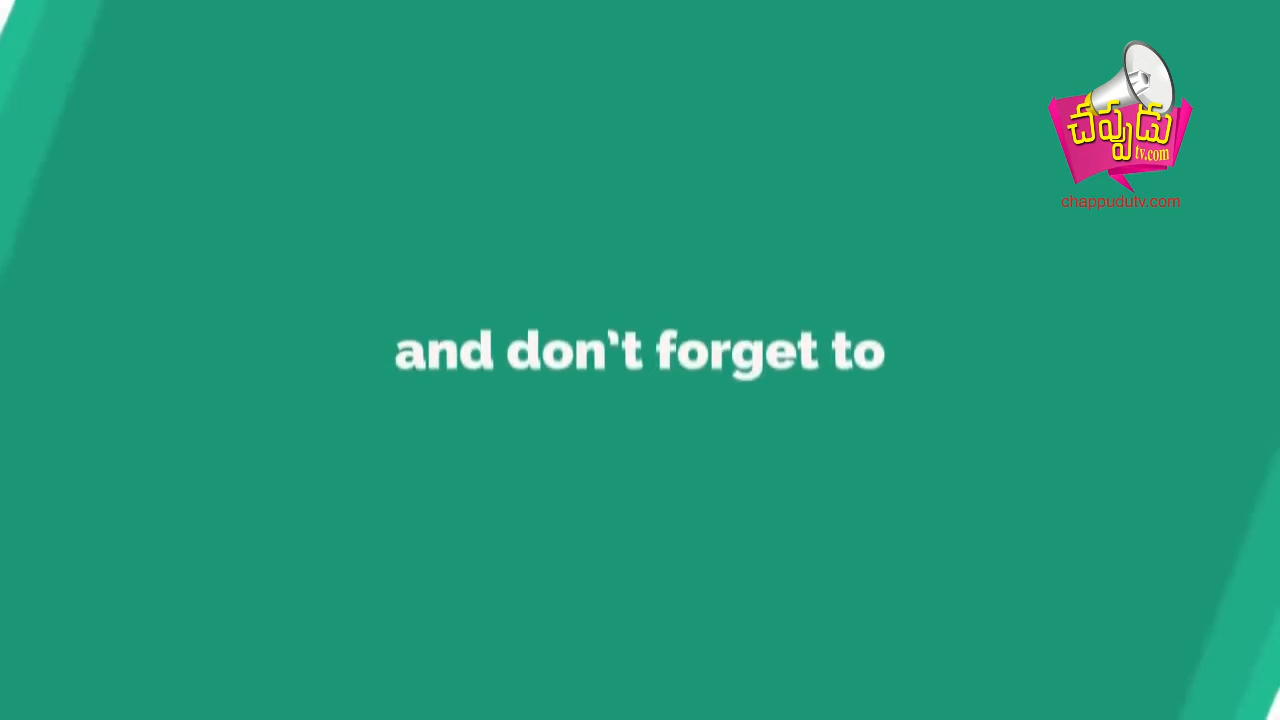 చప్పుడు
tv.com
chappudutv.com
and don't forget to